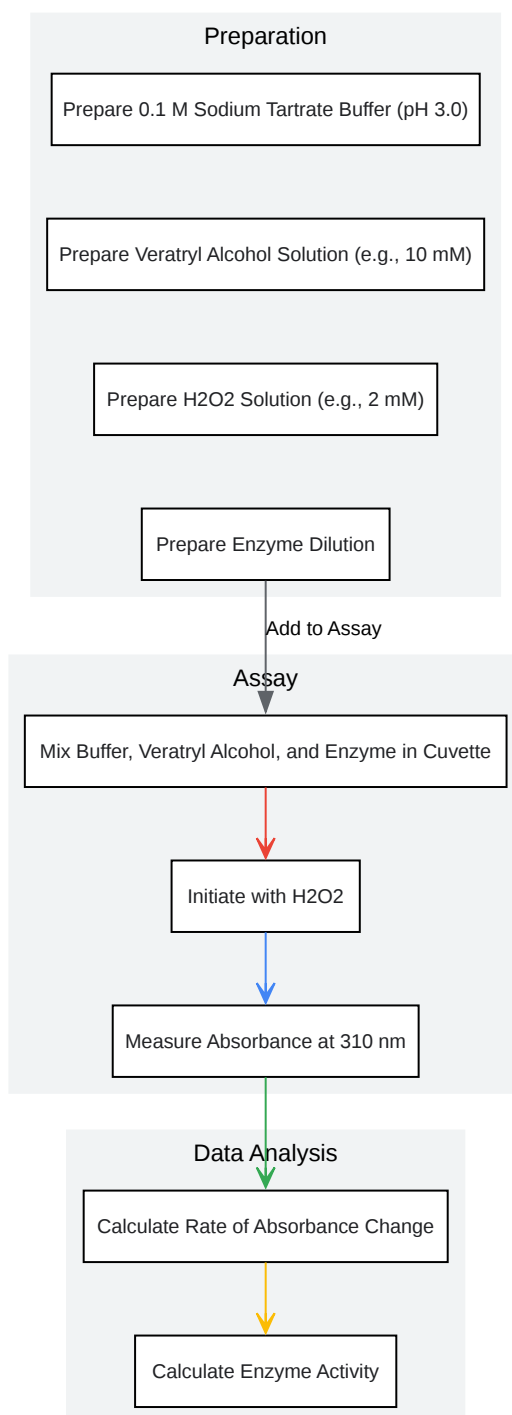 Preparation
Prepare 0.1 M Sodium Tartrate Buffer (pH 3.0)
Prepare Veratryl Alcohol Solution (e.g., 10 mM)
Prepare H2O2 Solution (e.g., 2 mM)
Prepare Enzyme Dilution
Add to Assay
Assay
Mix Buffer, Veratryl Alcohol, and Enzyme in Cuvette
Initiate with H2O2
Measure Absorbance at 310 nm
Data Analysis
Calculate Rate of Absorbance Change
Calculate Enzyme Activity